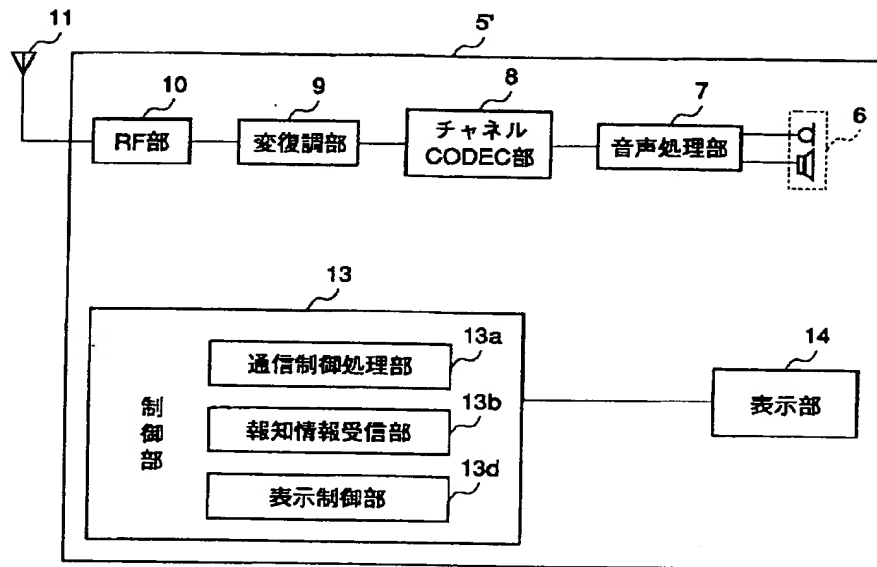 11
5'
10
9
8
7
6
RF部
変復調部
チャネル
CODEC部
音声処理部
13
13a
通信制御処理部
14
制御部
13b
報知情報受信部
表示部
13d
表示制御部